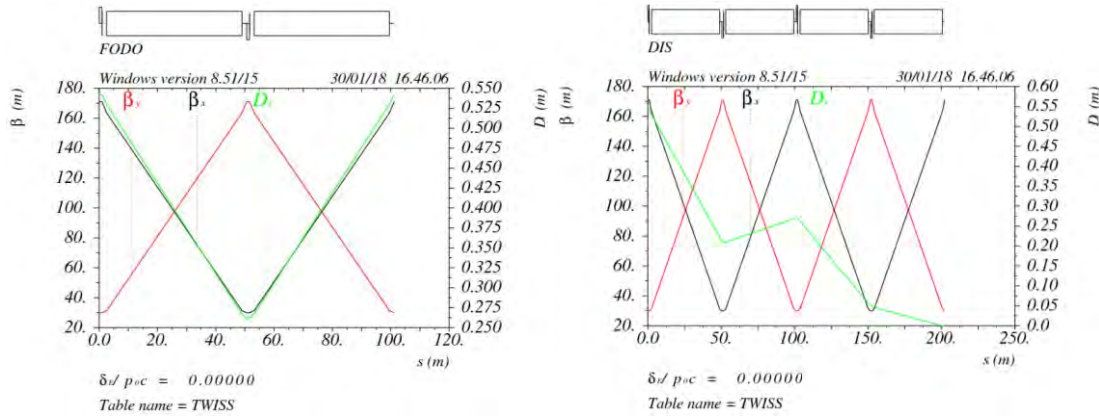 FODO
Windows version 8.51/15 30/01/18 16.46.06
β (m)
180.
160.
140.
120.
100.
80.
60.
40.
20.
βy βx Dx
0.550
0.525
0.500
0.475
0.450
0.425
0.400
0.375
0.350
0.325
0.300
0.275
0.250
D (m)
0.0 20. 40. 60. 80. 100. 120.
s (m)
/ p₀c = 0.00000
Table name = TWISS
DIS
Windows version 8.51/15 30/01/18 16.46.06
β (m)
180.
160.
140.
120.
100.
80.
60.
40.
20.
βy βx Dx
0.60
0.55
0.50
0.45
0.40
0.35
0.30
0.25
0.20
0.15
0.10
0.05
0.0
D (m)
0.0 50. 100. 150. 200. 250.
s (m)
/ p₀c = 0.00000
Table name = TWISS